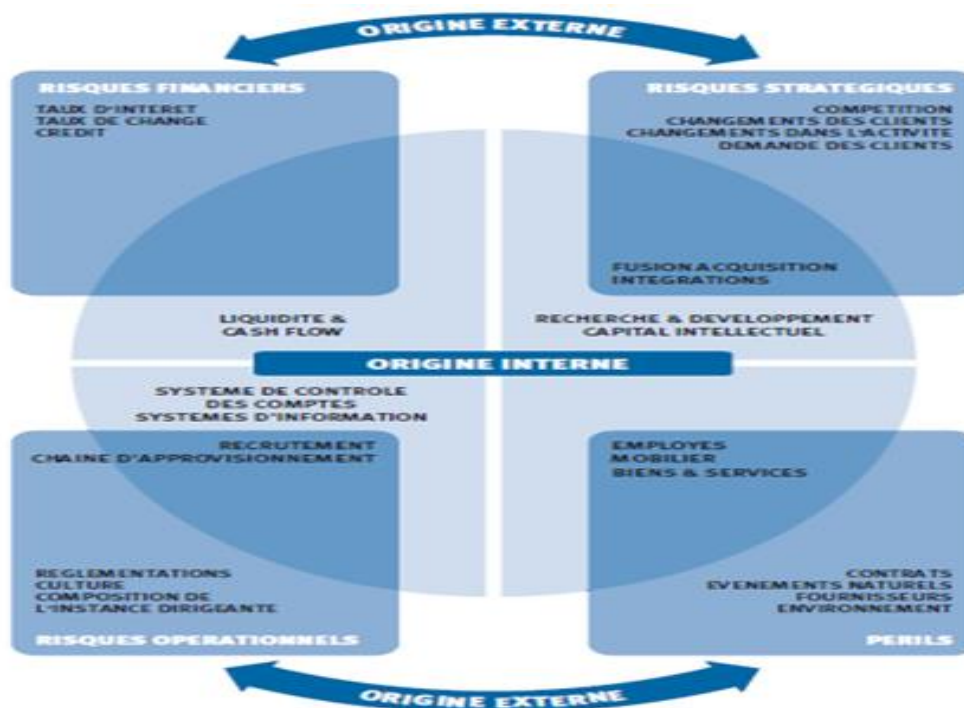 ORIGINE EXTERNE
RISQUES FINANCIERS
TAUX D'INTERET
TAUX DE CHANGE
CREDIT
RISQUES STRATEGIQUES
COMPETITION
CHANGEMENTS DES CLIENTS
CHANGEMENTS DANS L'ACTIVITE
DEMANDE DES CLIENTS
FUSION ACQUISITION
INTEGRATIONS
LIQUIDITE &
CASH FLOW
RECHERCHE & DEVELOPPEMENT
CAPITAL INTELLECTUEL
ORIGINE INTERNE
SYSTEME DE CONTROLE
DES COMPTES
SYSTEMES D'INFORMATION
RECRUTEMENT
CHAINE D'APPROVISIONNEMENT
EMPLOYES
MOBILIER
BIENS & SERVICES
REGLEMENTATIONS
CULTURE
COMPOSITION DE
L'INSTANCE DIRIGEANTE
RISQUES OPERATIONNELS
CONTRATS
EVENEMENTS NATURELS
FOURNISSEURS
ENVIRONNEMENT
PERILS
ORIGINE EXTERNE